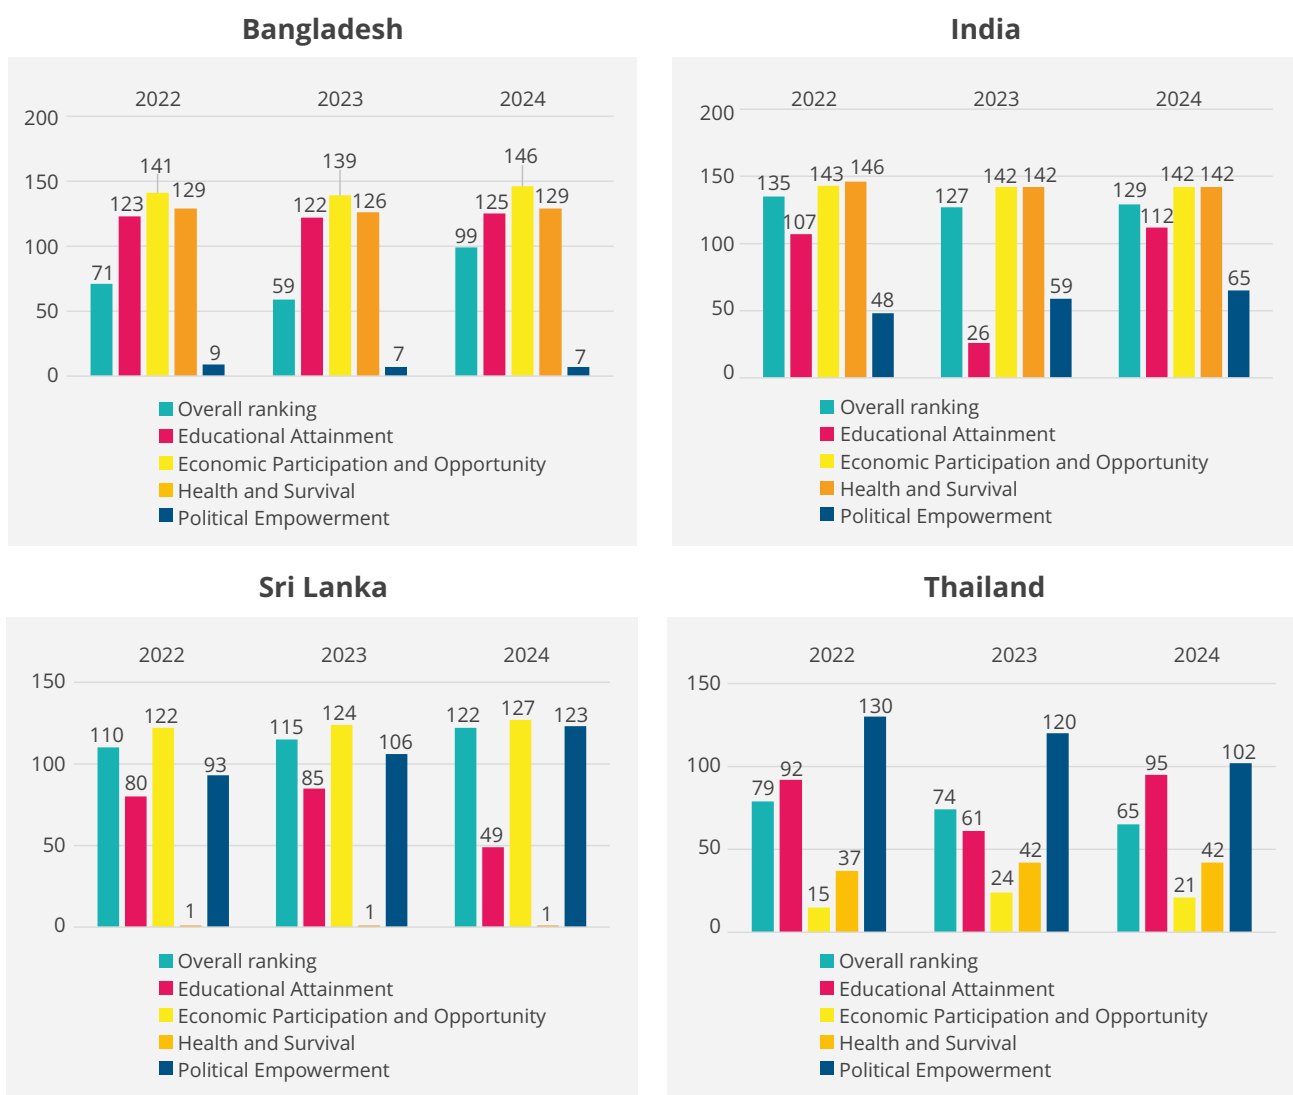 Bangladesh
2022 2023 2024
200
150
100
50
0
71 123 141 129 9
59 122 139 126 7
99 125 146 129 7
Overall ranking
Educational Attainment
Economic Participation and Opportunity
Health and Survival
Political Empowerment
India
2022 2023 2024
200
150
100
50
0
135 107 143 146 48
127 26 142 142 59
129 112 142 142 65
Overall ranking
Educational Attainment
Economic Participation and Opportunity
Health and Survival
Political Empowerment
Sri Lanka
2022 2023 2024
150
100
50
0
110 80 122 1 93
115 85 124 1 106
122 49 127 1 123
Overall ranking
Educational Attainment
Economic Participation and Opportunity
Health and Survival
Political Empowerment
Thailand
2022 2023 2024
150
100
50
0
79 92 15 37 130
74 61 24 42 120
65 95 21 42 102
Overall ranking
Educational Attainment
Economic Participation and Opportunity
Health and Survival
Political Empowerment